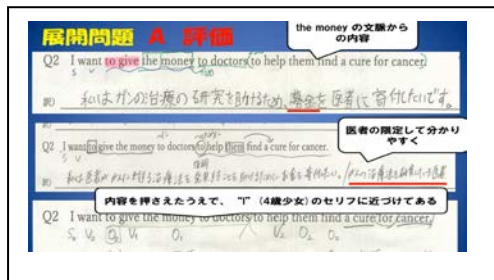 展開問題 A 評価
the money の文脈から
の内容
Q2 I want to give the money to doctors to help them find a cure for cancer.
S V
訳) 私はガンの治療の研究を助けるため、募金を医者に寄付したいです。
医者の限定して分かり
やすく
Q2 I want to give the money to doctors to help them find a cure for cancer.
S V
訳)
内容を押さえたうえで、"I"(4歳少女)のセリフに近づけてある
Q2 I want to give the money to doctors to help them find a cure for cancer.